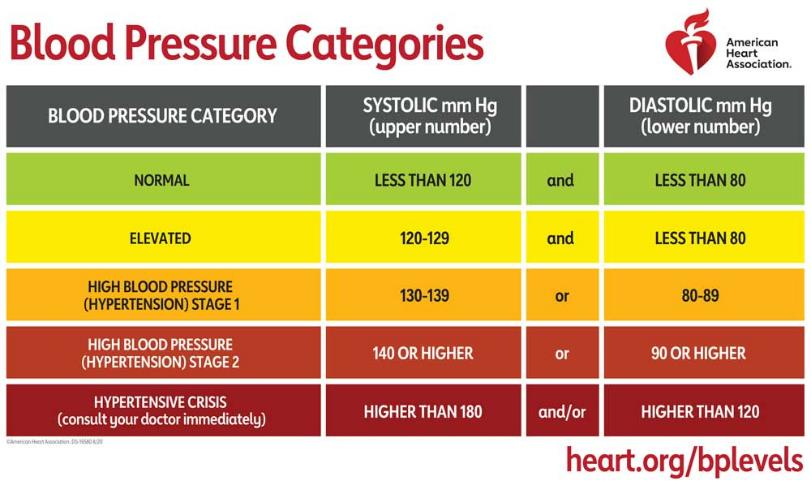 Blood Pressure Categories
American
Heart
Association.
BLOOD PRESSURE CATEGORY
SYSTOLIC mm Hg
(upper number)
DIASTOLIC mm Hg
(lower number)
NORMAL
LESS THAN 120
and
LESS THAN 80
ELEVATED
120-129
and
LESS THAN 80
HIGH BLOOD PRESSURE
(HYPERTENSION) STAGE 1
130-139
or
80-89
HIGH BLOOD PRESSURE
(HYPERTENSION) STAGE 2
140 OR HIGHER
or
90 OR HIGHER
HYPERTENSIVE CRISIS
(consult your doctor immediately)
HIGHER THAN 180
and/or
HIGHER THAN 120
©American Heart Association
heart.org/bplevels